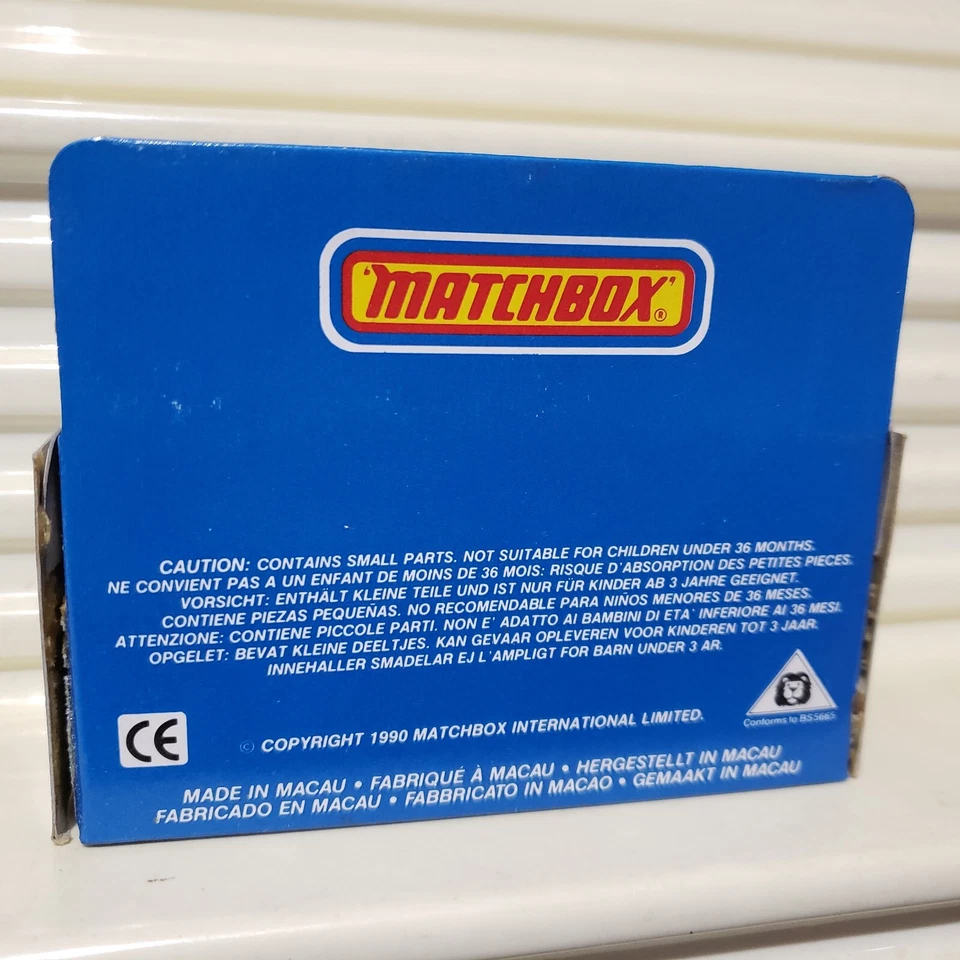 'MATCHBOX'®
CAUTION: CONTAINS SMALL PARTS. NOT SUITABLE FOR CHILDREN UNDER 36 MONTHS.
NE CONVIENT PAS A UN ENFANT DE MOINS DE 36 MOIS: RISQUE D'ABSORPTION DES PETITES PIECES.
VORSICHT: ENTHÄLT KLEINE TEILE UND IST NUR FÜR KINDER AB 3 JAHRE GEEIGNET.
CONTIENE PIEZAS PEQUEÑAS. NO RECOMENDABLE PARA NIÑOS MENORES DE 36 MESES.
ATTENZIONE: CONTIENE PICCOLE PARTI. NON E' ADATTO AI BAMBINI DI ETA' INFERIORE AI 36 MESI.
OPGELET: BEVAT KLEINE DEELTJES. KAN GEVAAR OPLEVEREN VOOR KINDEREN TOT 3 JAAR.
INNEHALLER SMADELAR EJ L'AMPLIGT FOR BARN UNDER 3 AR.
Conforms to BS5665
CE
© COPYRIGHT 1990 MATCHBOX INTERNATIONAL LIMITED.
MADE IN MACAU • FABRIQUÉ À MACAU • HERGESTELLT IN MACAU
FABRICADO EN MACAU • FABBRICATO IN MACAO • GEMAAKT IN MACAU